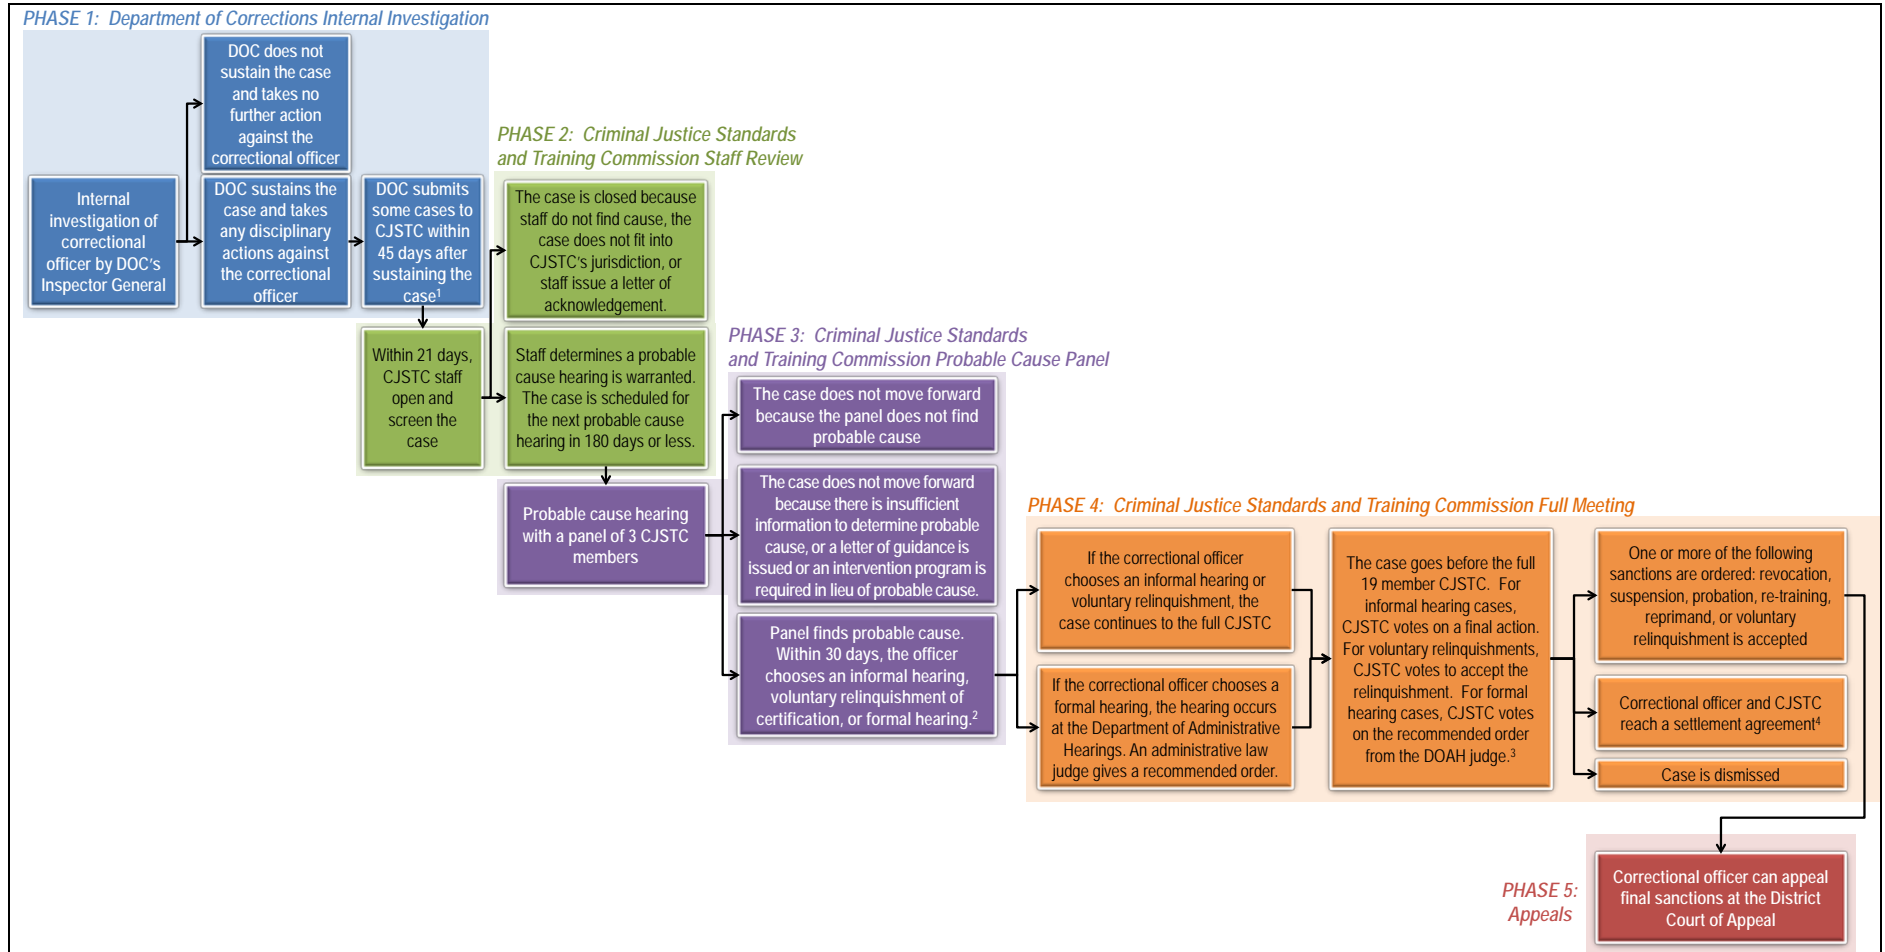 PHASE 1: Department of Corrections Internal Investigation
DOC does not
sustain the case
and takes no
further action
against the
correctional officer
Internal
investigation of
correctional
officer by DOC's
Inspector General
DOC sustains the
case and takes
any disciplinary
actions against
the correctional
officer
DOC submits
some cases to
CJSTC within
45 days after
sustaining the
case1
PHASE 2: Criminal Justice Standards
and Training Commission Staff Review
The case is closed because
staff do not find cause, the
case does not fit into
CJSTC's jurisdiction, or
staff issue a letter of
acknowledgement.
Within 21 days,
CJSTC staff
open and
screen the
case
Staff determines a probable
cause hearing is warranted.
The case is scheduled for
the next probable cause
hearing in 180 days or less.
PHASE 3: Criminal Justice Standards
and Training Commission Probable Cause Panel
The case does not move forward
because the panel does not find
probable cause
Probable cause hearing
with a panel of 3 CJSTC
members
The case does not move forward
because there is insufficient
information to determine probable
cause, or a letter of guidance is
issued or an intervention program is
required in lieu of probable cause.
Panel finds probable cause.
Within 30 days, the officer
chooses an informal hearing,
voluntary relinquishment of
certification, or formal hearing.2
PHASE 4: Criminal Justice Standards and Training Commission Full Meeting
If the correctional officer
chooses an informal hearing or
voluntary relinquishment, the
case continues to the full CJSTC
If the correctional officer chooses a
formal hearing, the hearing occurs
at the Department of Administrative
Hearings. An administrative law
judge gives a recommended order.
The case goes before the full
19 member CJSTC. For
informal hearing cases,
CJSTC votes on a final action.
For voluntary relinquishments,
CJSTC votes to accept the
relinquishment. For formal
hearing cases, CJSTC votes
on the recommended order
from the DOAH judge.3
One or more of the following
sanctions are ordered: revocation,
suspension, probation, re-training,
reprimand, or voluntary
relinquishment is accepted
Correctional officer and CJSTC
reach a settlement agreement4
Case is dismissed
PHASE 5:
Appeals
Correctional officer can appeal
final sanctions at the District
Court of Appeal